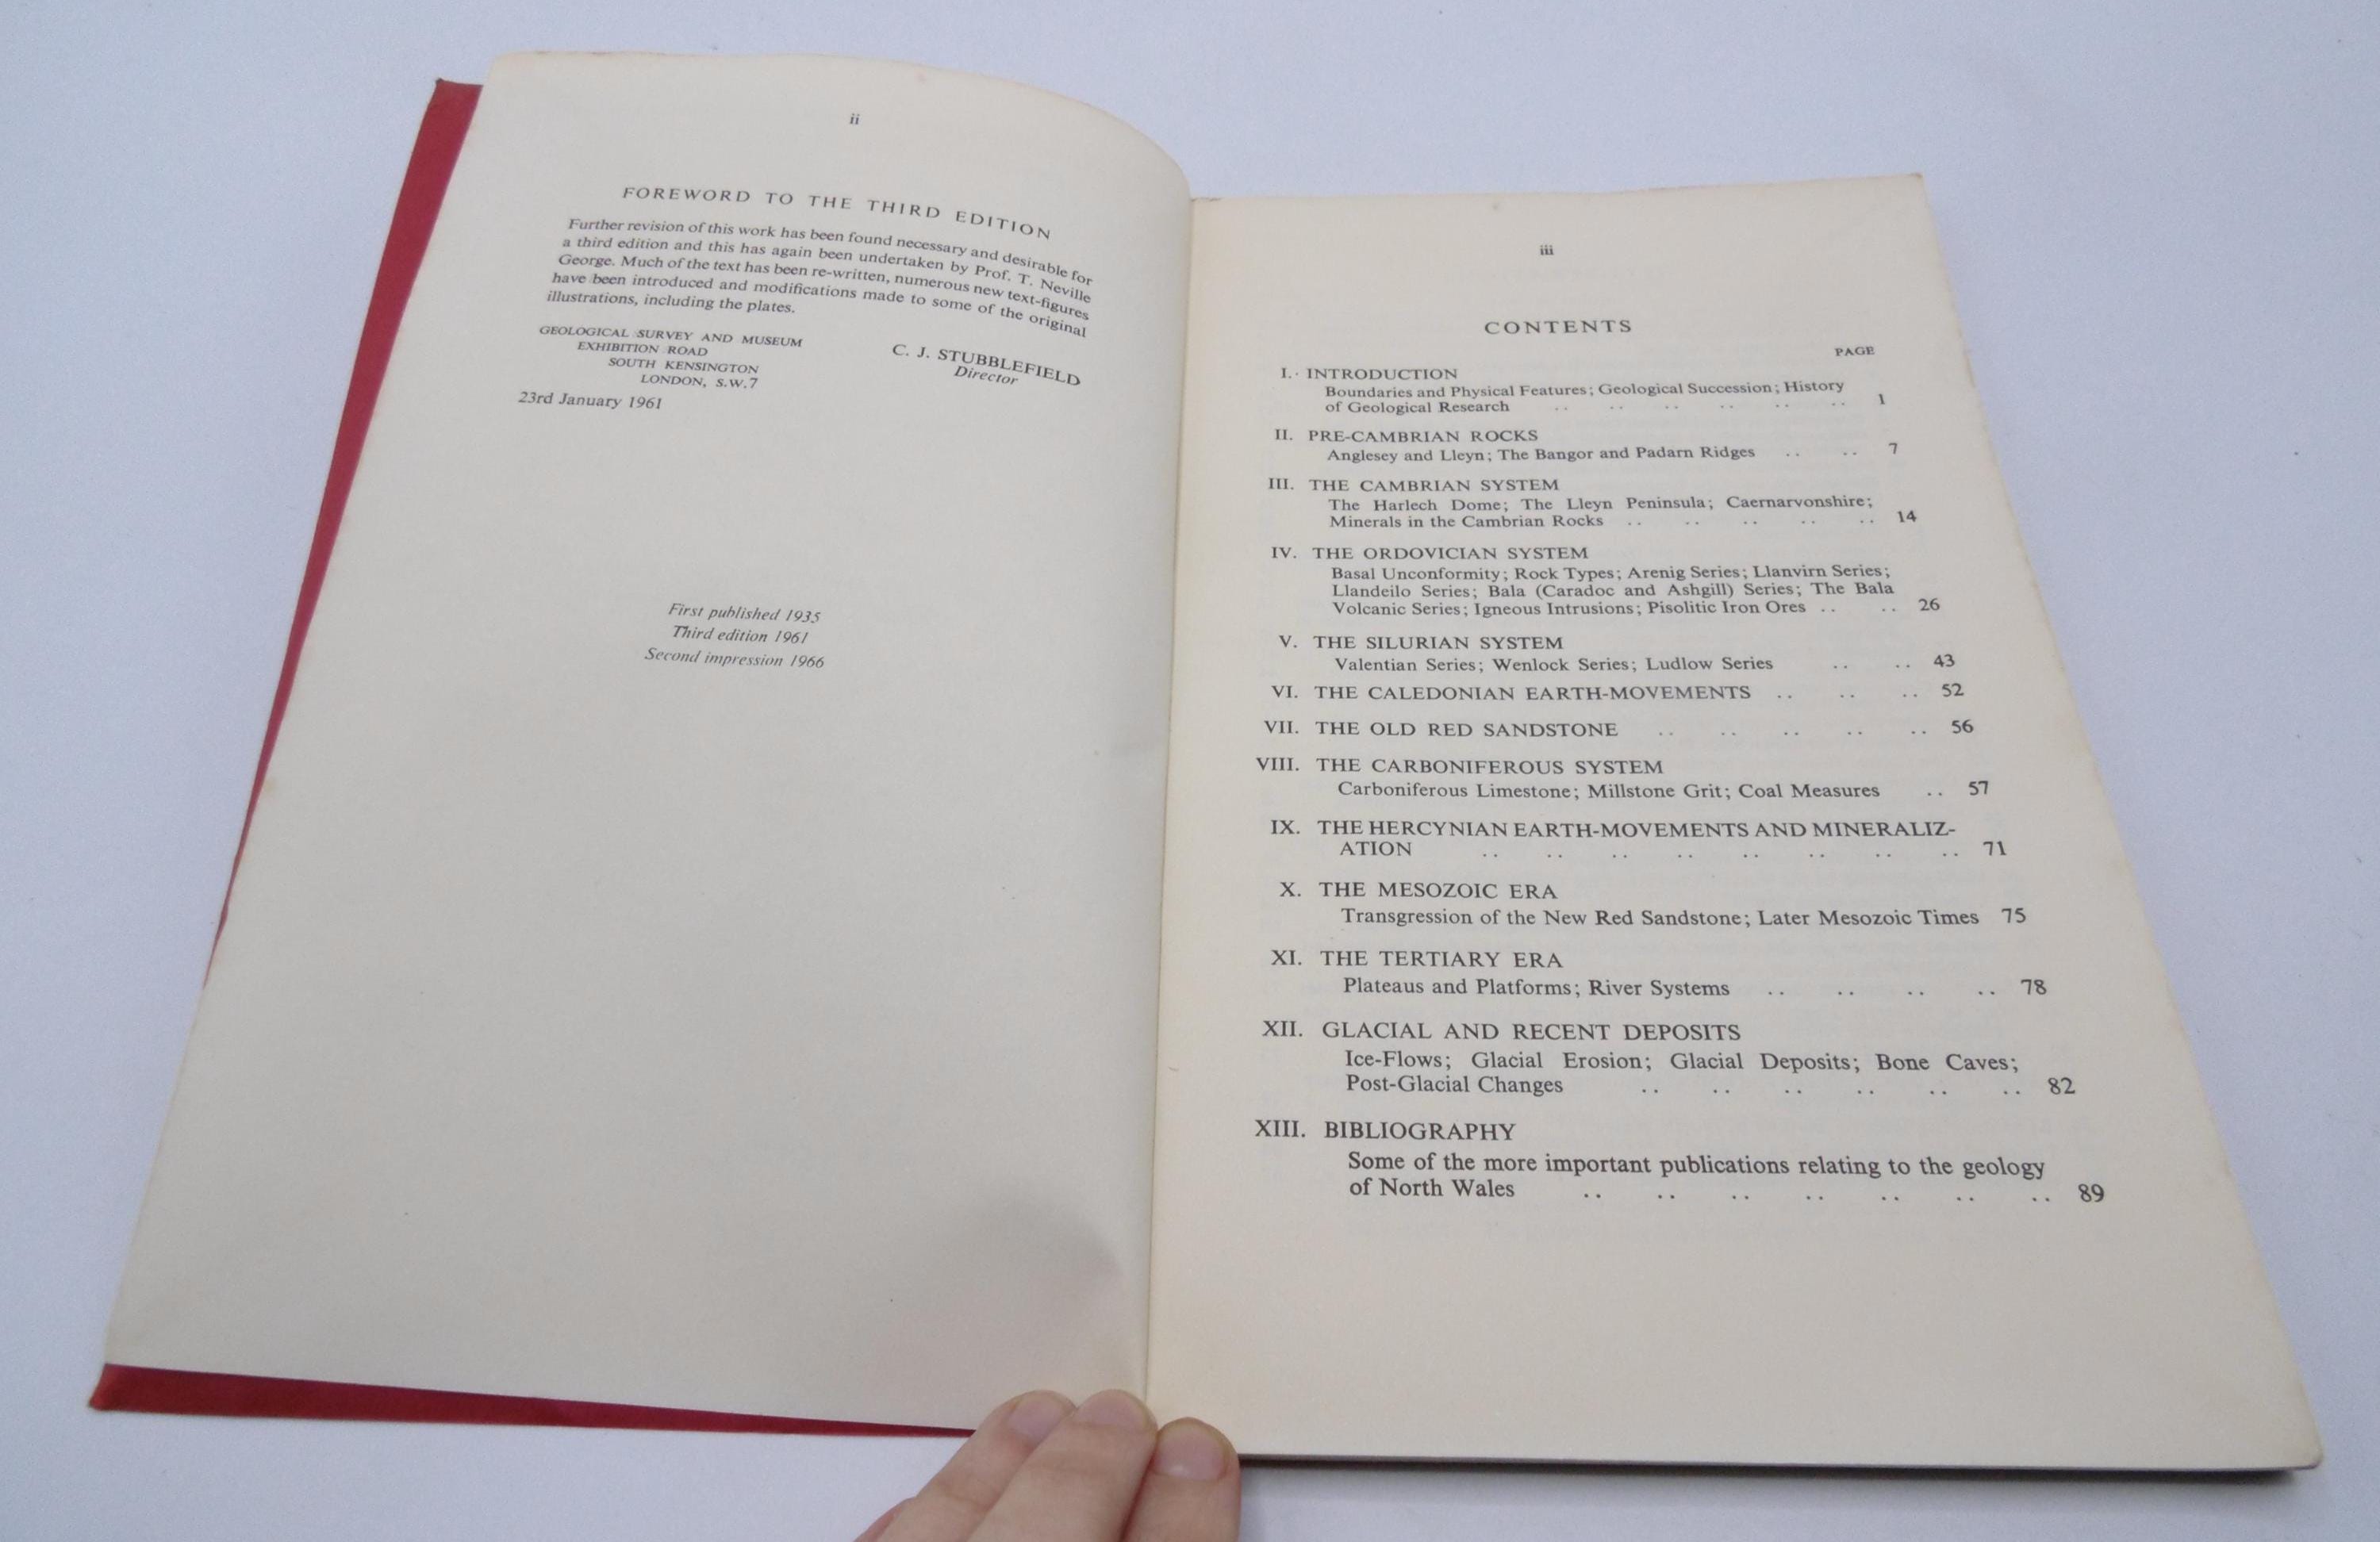 ii
FOREWORD TO THE THIRD EDITION
Further revision of this work has been found necessary and desirable for
a third edition and this has again been undertaken by Prof. T. Neville
George. Much of the text has been re-written, numerous new text-figures
have been introduced and modifications made to some of the original
illustrations, including the plates.
GEOLOGICAL SURVEY AND MUSEUM
EXHIBITION ROAD
SOUTH KENSINGTON
LONDON, S.W.7
C. J. STUBBLEFIELD
Director
23rd January 1961
First published 1935
Third edition 1961
Second impression 1966
iii
CONTENTS
PAGE
I. INTRODUCTION
Boundaries and Physical Features; Geological Succession; History
of Geological Research .. .. .. .. .. .. 1
II. PRE-CAMBRIAN ROCKS
Anglesey and Lleyn; The Bangor and Padarn Ridges .. .. 7
III. THE CAMBRIAN SYSTEM
The Harlech Dome; The Lleyn Peninsula; Caernarvonshire;
Minerals in the Cambrian Rocks .. .. .. .. .. 14
IV. THE ORDOVICIAN SYSTEM
Basal Unconformity; Rock Types; Arenig Series; Llanvirn Series;
Llandeilo Series; Bala (Caradoc and Ashgill) Series; The Bala
Volcanic Series; Igneous Intrusions; Pisolitic Iron Ores .. .. 26
V. THE SILURIAN SYSTEM
Valentian Series; Wenlock Series; Ludlow Series .. .. 43
VI. THE CALEDONIAN EARTH-MOVEMENTS .. .. .. 52
VII. THE OLD RED SANDSTONE .. .. .. .. .. 56
VIII. THE CARBONIFEROUS SYSTEM
Carboniferous Limestone; Millstone Grit; Coal Measures .. 57
IX. THE HERCYNIAN EARTH-MOVEMENTS AND MINERALIZ-
ATION .. .. .. .. .. .. .. .. 71
X. THE MESOZOIC ERA
Transgression of the New Red Sandstone; Later Mesozoic Times 75
XI. THE TERTIARY ERA
Plateaus and Platforms; River Systems .. .. .. .. 78
XII. GLACIAL AND RECENT DEPOSITS
Ice-Flows; Glacial Erosion; Glacial Deposits; Bone Caves;
Post-Glacial Changes .. .. .. .. .. .. 82
XIII. BIBLIOGRAPHY
Some of the more important publications relating to the geology
of North Wales .. .. .. .. .. .. .. 89